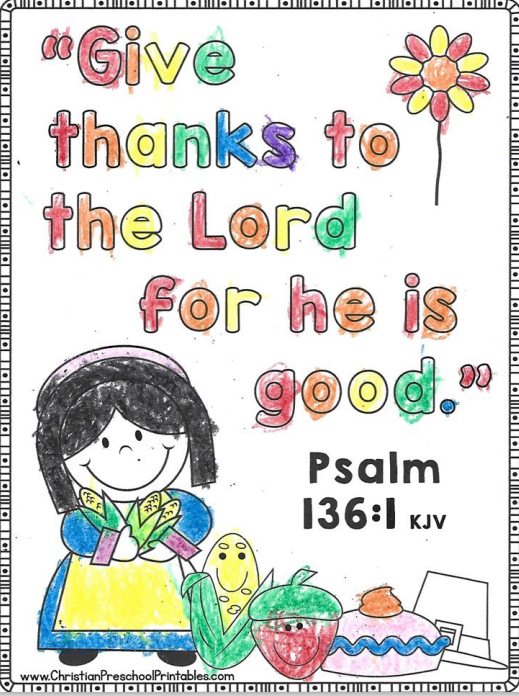 “Give
thanks to
the Lord
for he is
good.”
Psalm
136:1 KJV
www.ChristianPreschoolPrintables.com